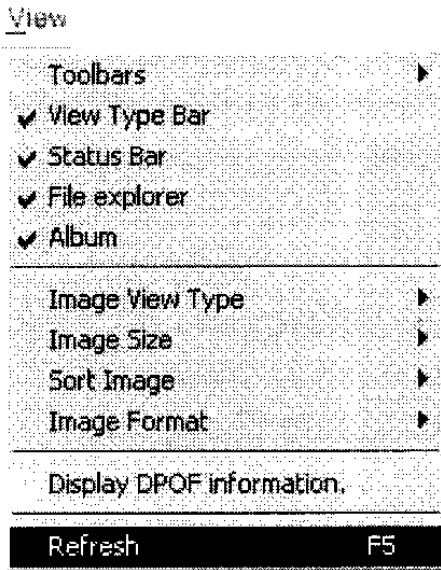 View
Toolbars
View Type Bar
Status Bar
File explorer
Album
Image View Type
Image Size
Sort Image
Image Format
Display DPOF information.
Refresh F5